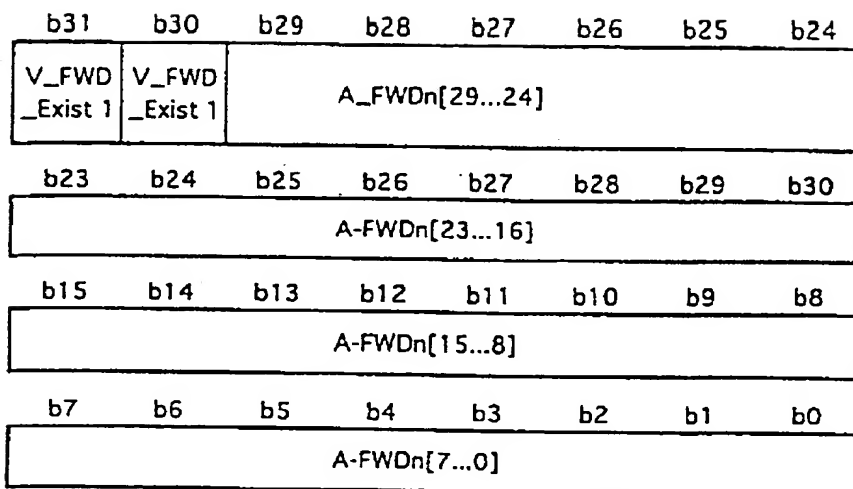 b31 b30 b29 b28 b27 b26 b25 b24
V_FWD V_FWD
_Exist 1 _Exist 1 A_FWDn[29...24]
b23 b24 b25 b26 b27 b28 b29 b30
A-FWDn[23...16]
b15 b14 b13 b12 b11 b10 b9 b8
A-FWDn[15...8]
b7 b6 b5 b4 b3 b2 b1 b0
A-FWDn[7...0]